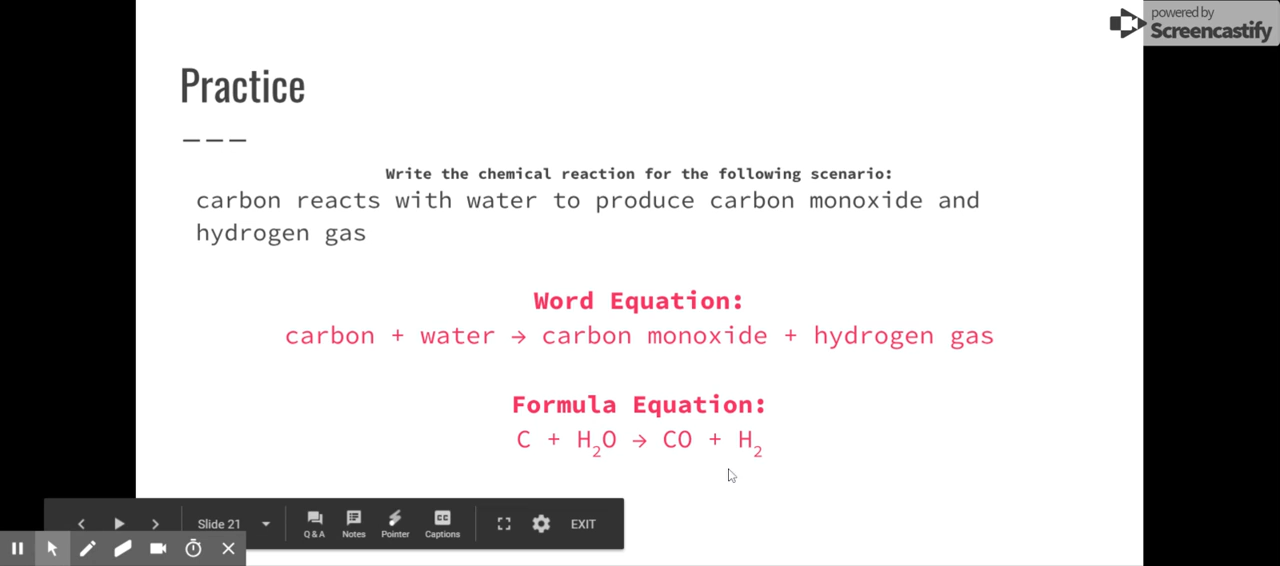 powered by
Screencastify
Practice
Write the chemical reaction for the following scenario:
carbon reacts with water to produce carbon monoxide and
hydrogen gas
Word Equation:
carbon + water → carbon monoxide + hydrogen gas
Formula Equation:
C + H₂O → CO + H₂
Slide 21
Q & A Notes Pointer Captions
CC
EXIT